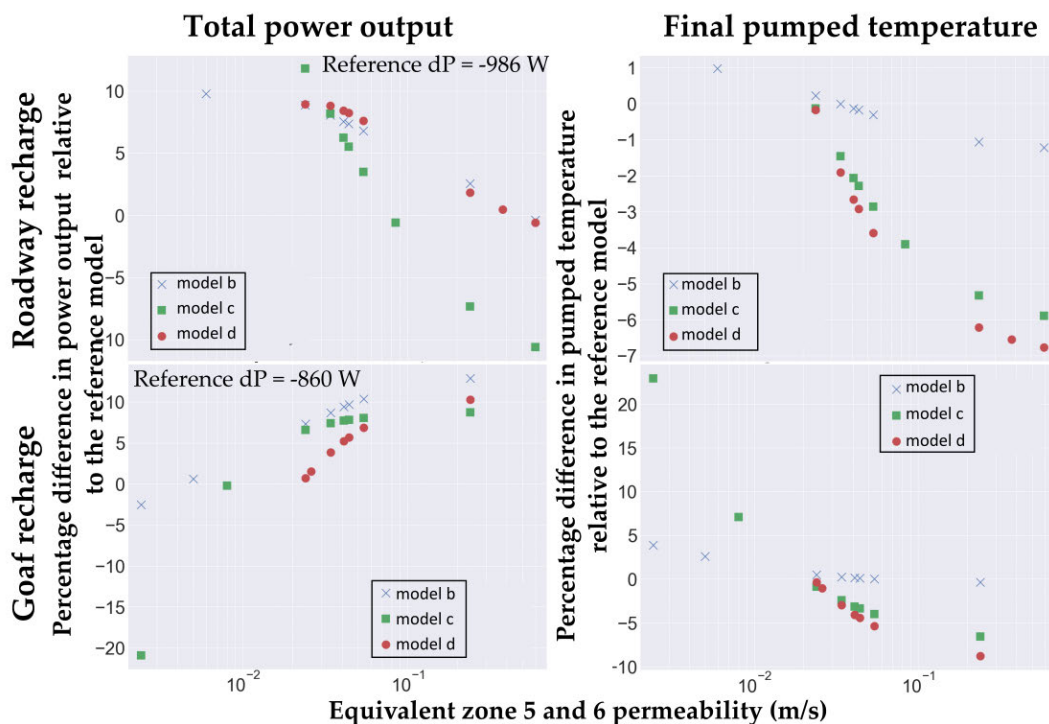 Total power output
Final pumped temperature
Roadway recharge
Goaf recharge
Percentage difference in power output relative
to the reference model
Reference dP = -986 W
10
5
0
−5
10
model b
model c
model d
Percentage difference in pumped temperature
relative to the reference model
1
0
−1
−2
−3
−4
−5
−6
−7
model b
model c
model d
Reference dP = -860 W
10
5
0
−5
−10
−15
−20
model b
model c
model d
10⁻²
10⁻¹
20
15
10
5
0
−5
−10
model b
model c
model d
10⁻²
10⁻¹
Equivalent zone 5 and 6 permeability (m/s)